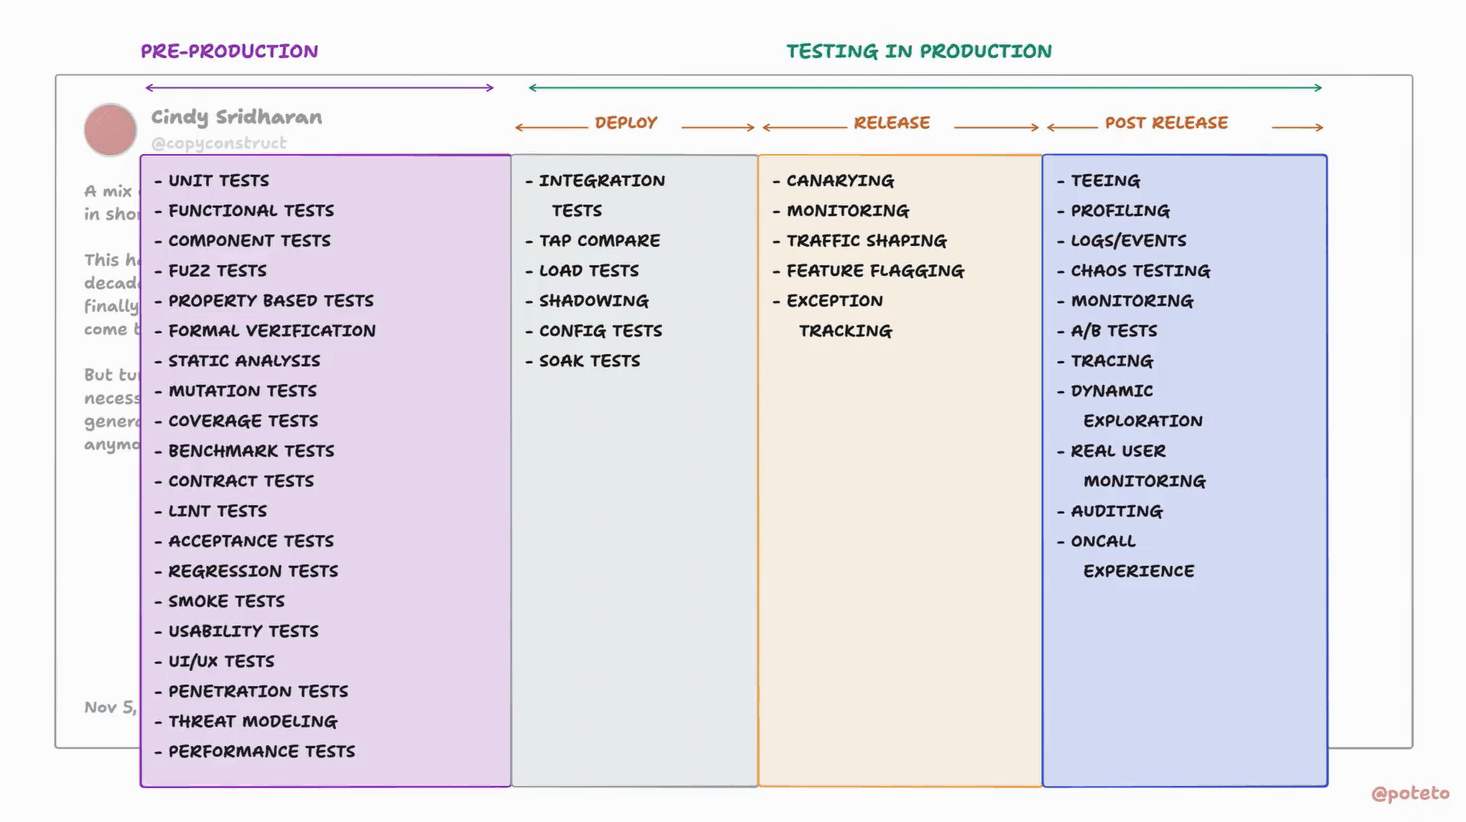 PRE-PRODUCTION
TESTING IN PRODUCTION
Cindy Sridharan
@copyconstruct
DEPLOY
RELEASE
POST RELEASE
A mix
in shor
This ha
decad
finally
come t
But tur
necess
genera
anymo
Nov 5,
- UNIT TESTS
- FUNCTIONAL TESTS
- COMPONENT TESTS
- FUZZ TESTS
- PROPERTY BASED TESTS
- FORMAL VERIFICATION
- STATIC ANALYSIS
- MUTATION TESTS
- COVERAGE TESTS
- BENCHMARK TESTS
- CONTRACT TESTS
- LINT TESTS
- ACCEPTANCE TESTS
- REGRESSION TESTS
- SMOKE TESTS
- USABILITY TESTS
- UI/UX TESTS
- PENETRATION TESTS
- THREAT MODELING
- PERFORMANCE TESTS
- INTEGRATION
TESTS
- TAP COMPARE
- LOAD TESTS
- SHADOWING
- CONFIG TESTS
- SOAK TESTS
- CANARYING
- MONITORING
- TRAFFIC SHAPING
- FEATURE FLAGGING
- EXCEPTION
TRACKING
- TEEING
- PROFILING
- LOGS/EVENTS
- CHAOS TESTING
- MONITORING
- A/B TESTS
- TRACING
- DYNAMIC
EXPLORATION
- REAL USER
MONITORING
- AUDITING
- ONCALL
EXPERIENCE
@poteto